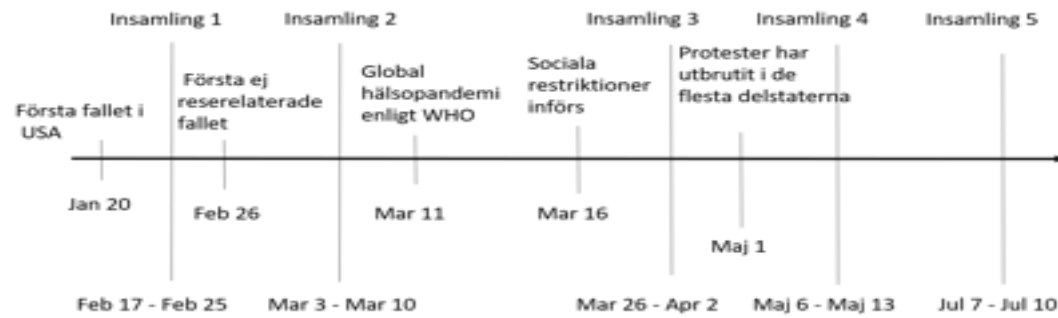 Insamling 1
Insamling 2
Insamling 3
Insamling 4
Insamling 5
Första fallet i
USA
Första ej
reserelaterade
fallet
Global
hälsopandemi
enligt WHO
Sociala
restriktioner
införs
Protester har
utbrutit i de
flesta delstaterna
Jan 20
Feb 26
Mar 11
Mar 16
Maj 1
Feb 17 - Feb 25
Mar 3 - Mar 10
Mar 26 - Apr 2
Maj 6 - Maj 13
Jul 7 - Jul 10